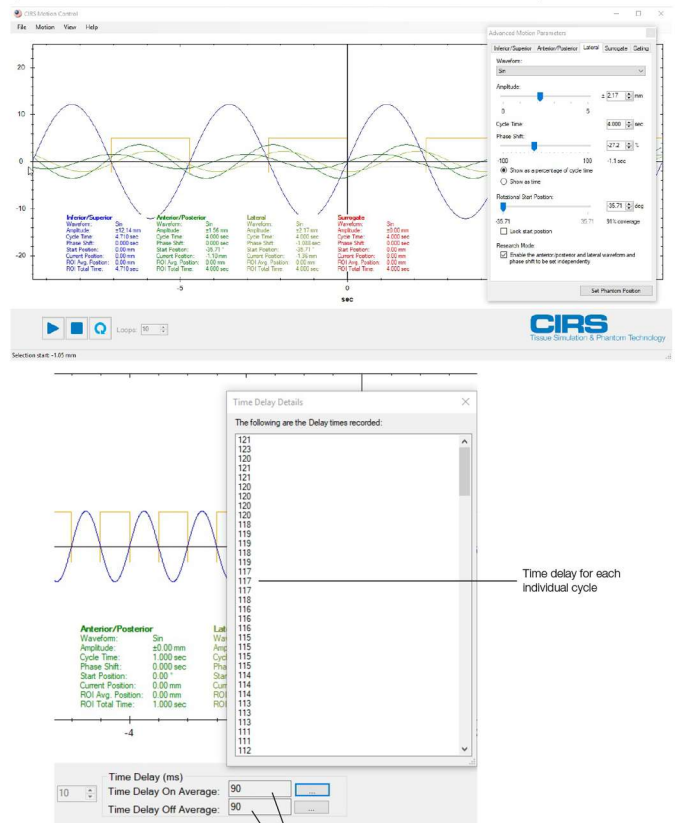 CIRS Motion Control
File Motion View Help
20
10
0
-10
-20
-5
sec
Inferior/Superior
Waveform: Sin
Amplitude: ±12.14 mm
Cycle Time: 4.710 sec
Phase Shift: 0.000 sec
Start Position: 0.00 mm
Current Position: 0.00 mm
ROI Avg. Position: 0.00 mm
ROI Total Time: 4.710 sec
Anterior/Posterior
Waveform: Sin
Amplitude: ±1.56 mm
Cycle Time: 4.000 sec
Phase Shift: 0.000 sec
Start Position: -35.71 °
Current Position: -1.10 mm
ROI Avg. Position: 0.00 mm
ROI Total Time: 4.000 sec
Lateral
Waveform: Sin
Amplitude: ±2.17 mm
Cycle Time: 4.000 sec
Phase Shift:
Start Position:
Current Position:
ROI Avg. Position: 0.00 mm
ROI Total Time: 4.000 sec
Surrogate
Waveform: Sin
Amplitude: ±0.00 mm
Cycle Time: 4.000 sec
Phase Shift: 0.000 sec
Start Position: 0.00 mm
Current Position: 0.00 mm
ROI Avg. Position: 0.00 mm
ROI Total Time: 4.000 sec
Advanced Motion Parameters
Inferior/Superior Anterior/Posterior Lateral Surrogate Gating
Waveform:
Sin
Amplitude:
± 2.17 mm
0 5
Cycle Time 4.000 sec
Phase Shift:
-27.2 %
-100 100 -1.1 sec
Show as a percentage of cycle time
Show as time
Rotational Start Position:
-35.71 deg
-35.71 35.71 91% coverage
Lock start position
Research Mode
Enable the anterior/posterior and lateral waveform and
phase shift to be set independently
Set Phantom Position
Loops: 10
CIRS
Tissue Simulation & Phantom Technology
Selection start: -1.05 mm
Time Delay Details
The following are the Delay times recorded:
121
123
120
121
121
120
120
120
118
119
119
118
119
117
117
117
118
116
116
116
115
115
115
115
114
114
114
113
113
113
111
111
112
Time delay for each
individual cycle
Anterior/Posterior
Waveform: Sin
Amplitude: ±0.00 mm
Cycle Time: 1.000 sec
Phase Shift: 0.000 sec
Start Position: 0.00 °
Current Position: 0.00 mm
ROI Avg. Position: 0.00 mm
ROI Total Time: 1.000 sec
Lat
Wav
Amp
Cycl
Pha
Star
Curr
ROI
ROI
-4
10
Time Delay (ms)
Time Delay On Average: 90 ...
Time Delay Off Average: 90 ...